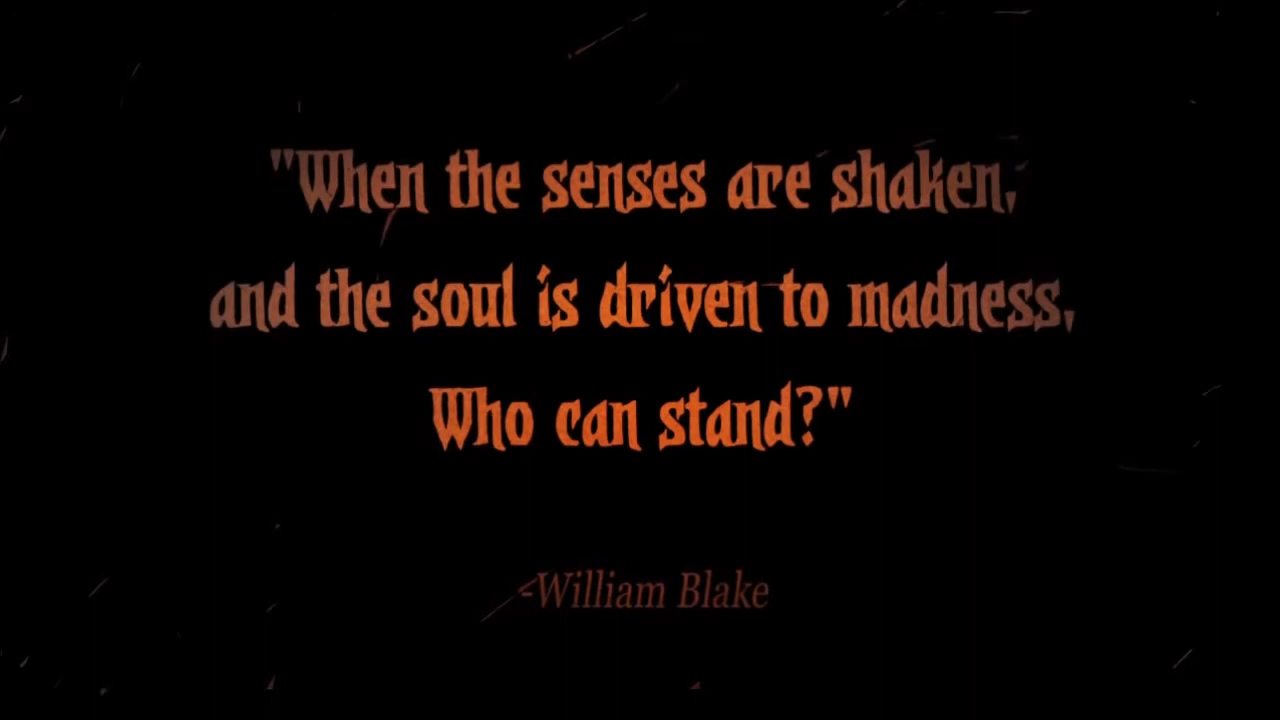 "When the senses are shaken,
and the soul is driven to madness,
Who can stand?"
-William Blake